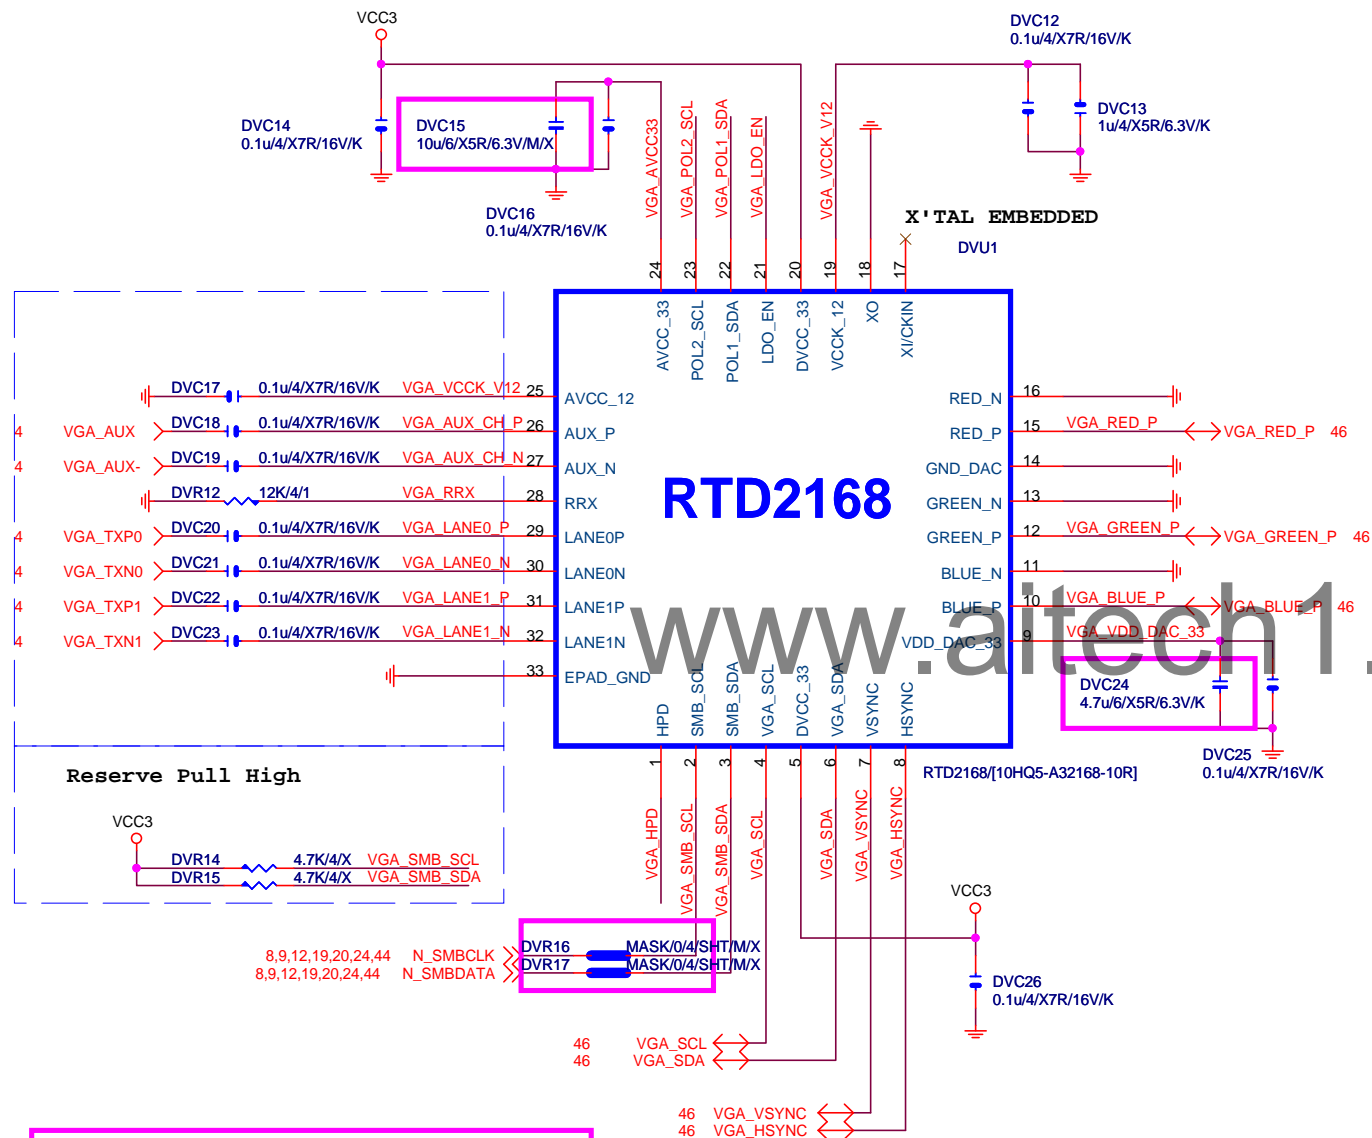 VCC3
DVC12
0.1u/4/X7R/16V/K
DVC14
0.1u/4/X7R/16V/K
DVC15
10u/6/X5R/6.3V/M/X
DVC13
1u/4/X5R/6.3V/K
DVC16
0.1u/4/X7R/16V/K
VGA_AVCC33
VGA_POL2_SCL
VGA_POL1_SDA
VGA_LDO_EN
VGA_VCCK_V12
X'TAL EMBEDDED
DVU1
24
23
22
21
20
19
18
17
AVCC_33
POL2_SCL
POL1_SDA
LDO_EN
DVCC_33
VCCK_12
XO
XI/CKIN
DVC17 0.1u/4/X7R/16V/K VGA_VCCK_V12 25 AVCC_12
4 VGA_AUX DVC18 0.1u/4/X7R/16V/K VGA_AUX_CH_P 26 AUX_P
4 VGA_AUX- DVC19 0.1u/4/X7R/16V/K VGA_AUX_CH_N 27 AUX_N
DVR12 12K/4/1 VGA_RRX 28 RRX
4 VGA_TXP0 DVC20 0.1u/4/X7R/16V/K VGA_LANE0_P 29 LANE0P
4 VGA_TXN0 DVC21 0.1u/4/X7R/16V/K VGA_LANE0_N 30 LANE0N
4 VGA_TXP1 DVC22 0.1u/4/X7R/16V/K VGA_LANE1_P 31 LANE1P
4 VGA_TXN1 DVC23 0.1u/4/X7R/16V/K VGA_LANE1_N 32 LANE1N
33 EPAD_GND
RTD2168
RED_N 16
RED_P 15 VGA_RED_P VGA_RED_P 46
GND_DAC 14
GREEN_N 13
GREEN_P 12 VGA_GREEN_P VGA_GREEN_P 46
BLUE_N 11
BLUE_P 10 VGA_BLUE_P VGA_BLUE_P 46
VDD_DAC_33 9 VGA_VDD_DAC_33
www.aitech1.
DVC24
4.7u/6/X5R/6.3V/K
DVC25
0.1u/4/X7R/16V/K
HPD
SMB_SCL
SMB_SDA
VGA_SCL
DVCC_33
VGA_SDA
VSYNC
HSYNC
1
2
3
4
5
6
7
8
RTD2168/[10HQ5-A32168-10R]
VGA_HPD
VGA_SMB_SCL
VGA_SMB_SDA
VGA_SCL
VGA_SDA
VGA_VSYNC
VGA_HSYNC
Reserve Pull High
VCC3
DVR14 4.7K/4/X VGA_SMB_SCL
DVR15 4.7K/4/X VGA_SMB_SDA
VCC3
DVC26
0.1u/4/X7R/16V/K
8,9,12,19,20,24,44 N_SMBCLK DVR16 MASK/0/4/SHT/M/X
8,9,12,19,20,24,44 N_SMBDATA DVR17 MASK/0/4/SHT/M/X
46 VGA_SCL
46 VGA_SDA
46 VGA_VSYNC
46 VGA_HSYNC